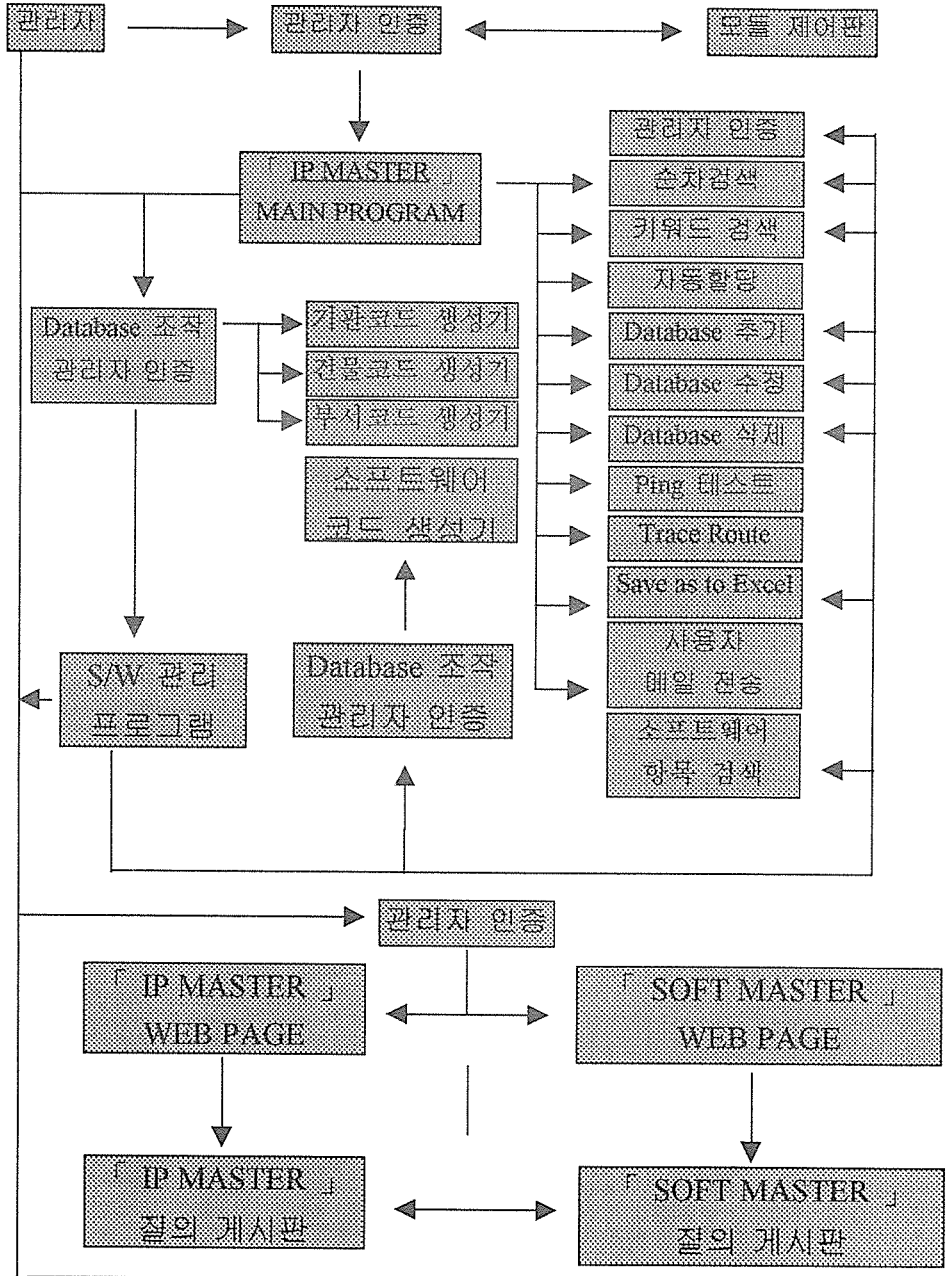 관리자
관리자 인증
모듈 제어판
관리자 인증
「 IP MASTER 」
MAIN PROGRAM
순차검색
키워드 검색
자동할당
Database 조작
관리자 인증
기관코드 생성기
건물코드 생성기
부서코드 생성기
소프트웨어
코드 생성기
Database 추가
Database 수정
Database 삭제
Ping 테스트
Trace Route
Save as to Excel
사용자
메일 전송
S/W 관리
프로그램
Database 조작
관리자 인증
소프트웨어
항목 검색
관리자 인증
「 IP MASTER 」
WEB PAGE
「 SOFT MASTER 」
WEB PAGE
「 IP MASTER 」
질의 게시판
「 SOFT MASTER 」
질의 게시판